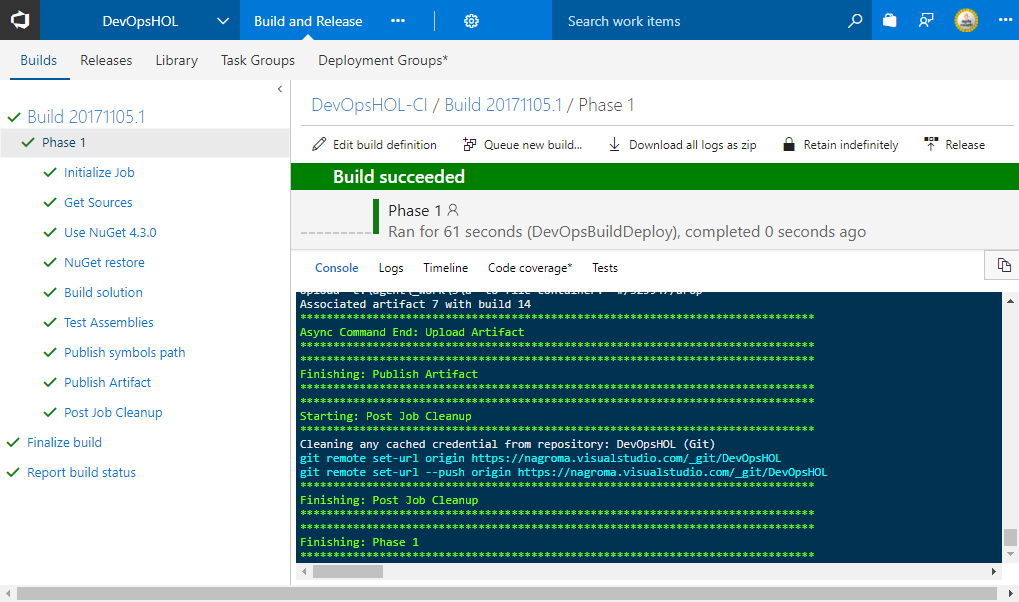 DevOpsHOL
Build and Release
Search work items
Builds Releases Library Task Groups Deployment Groups*
Build 20171105.1
Phase 1
Initialize Job
Get Sources
Use NuGet 4.3.0
NuGet restore
Build solution
Test Assemblies
Publish symbols path
Publish Artifact
Post Job Cleanup
Finalize build
Report build status
DevOpsHOL-CI / Build 20171105.1 / Phase 1
Edit build definition Queue new build... Download all logs as zip Retain indefinitely Release
Build succeeded
Phase 1
Ran for 61 seconds (DevOpsBuildDeploy), completed 0 seconds ago
Console Logs Timeline Code coverage* Tests
Associated artifact 7 with build 14
******************************************************************************
Async Command End: Upload Artifact
******************************************************************************
******************************************************************************
Finishing: Publish Artifact
******************************************************************************
******************************************************************************
Starting: Post Job Cleanup
******************************************************************************
Cleaning any cached credential from repository: DevOpsHOL (Git)
git remote set-url origin https://nagroma.visualstudio.com/_git/DevOpsHOL
git remote set-url --push origin https://nagroma.visualstudio.com/_git/DevOpsHOL
******************************************************************************
Finishing: Post Job Cleanup
******************************************************************************
******************************************************************************
Finishing: Phase 1
******************************************************************************